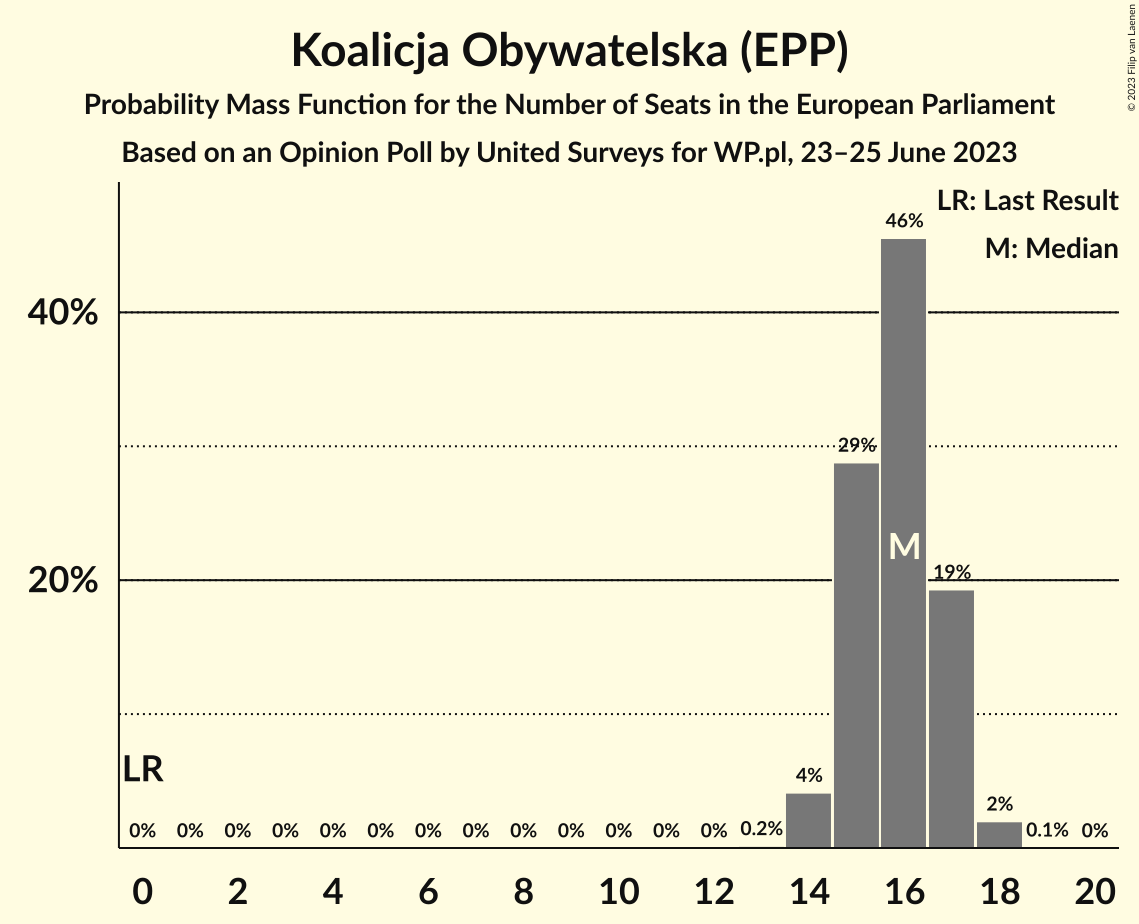 Koalicja Obywatelska (EPP)
Probability Mass Function for the Number of Seats in the European Parliament
Based on an Opinion Poll by United Surveys for WP.pl, 23–25 June 2023
© 2023 Filip van Laenen
LR: Last Result
M: Median
46%
40%
29%
M
20%
19%
LR
4%
2%
0% 0% 0% 0% 0% 0% 0% 0% 0% 0% 0% 0% 0% 0.2% 0.1% 0%
0 2 4 6 8 10 12 14 16 18 20